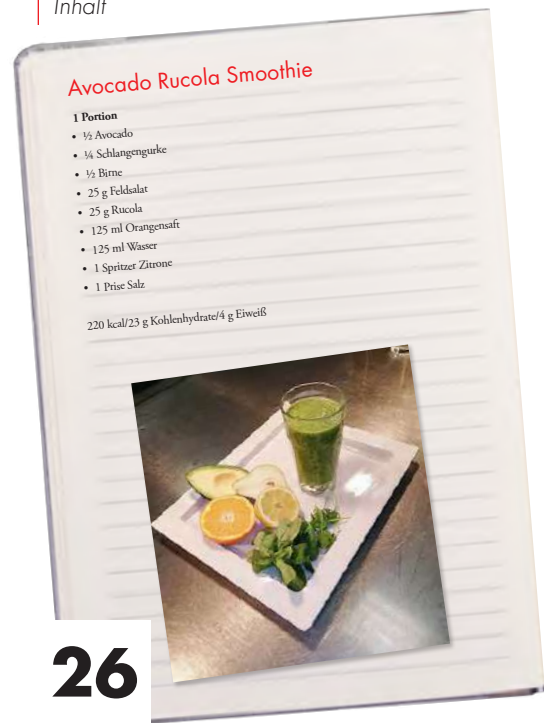 Inhalt
Avocado Rucola Smoothie
1 Portion
• ½ Avocado
• ¼ Schlangengurke
• ½ Birne
• 25 g Feldsalat
• 25 g Rucola
• 125 ml Orangensaft
• 125 ml Wasser
• 1 Spritzer Zitrone
• 1 Prise Salz
220 kcal/23 g Kohlenhydrate/4 g Eiweiß
26